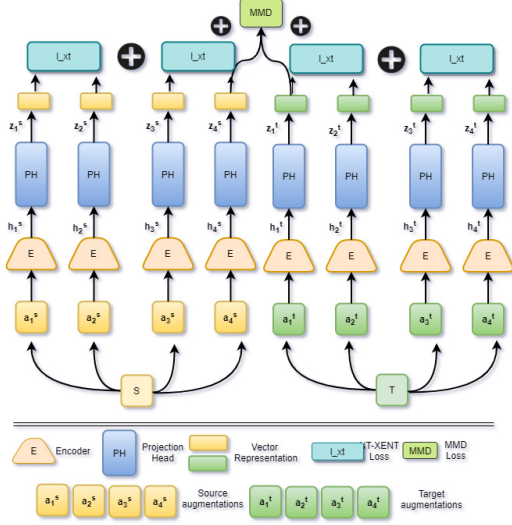 MMD
l_xt l_xt l_xt l_xt
z₁ˢ z₂ˢ z₃ˢ z₄ˢ z₁ᵗ z₂ᵗ z₃ᵗ z₄ᵗ
PH PH PH PH PH PH PH PH
h₁ˢ h₂ˢ h₃ˢ h₄ˢ h₁ᵗ h₂ᵗ h₃ᵗ h₄ᵗ
E E E E E E E E
a₁ˢ a₂ˢ a₃ˢ a₄ˢ a₁ᵗ a₂ᵗ a₃ᵗ a₄ᵗ
S T
E Encoder
PH Projection
Head
Vector
Representation
l_xt NT-XENT
Loss
MMD MMD
Loss
a₁ˢ a₂ˢ a₃ˢ a₄ˢ Source
augmentations
a₁ᵗ a₂ᵗ a₃ᵗ a₄ᵗ Target
augmentations